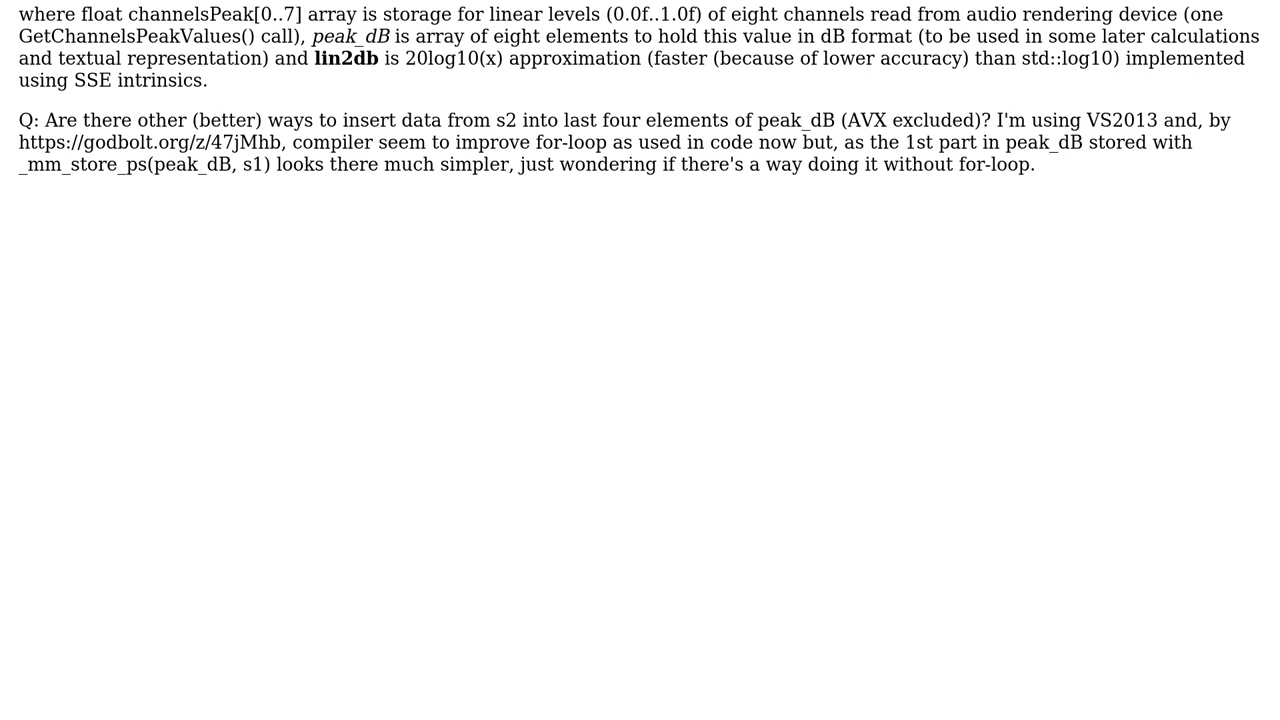 where float channelsPeak[0..7] array is storage for linear levels (0.0f..1.0f) of eight channels read from audio rendering device (one
GetChannelsPeakValues() call), peak_dB is array of eight elements to hold this value in dB format (to be used in some later calculations
and textual representation) and lin2db is 20log10(x) approximation (faster (because of lower accuracy) than std::log10) implemented
using SSE intrinsics.
Q: Are there other (better) ways to insert data from s2 into last four elements of peak_dB (AVX excluded)? I'm using VS2013 and, by
https://godbolt.org/z/47jMhb, compiler seem to improve for-loop as used in code now but, as the 1st part in peak_dB stored with
_mm_store_ps(peak_dB, s1) looks there much simpler, just wondering if there's a way doing it without for-loop.